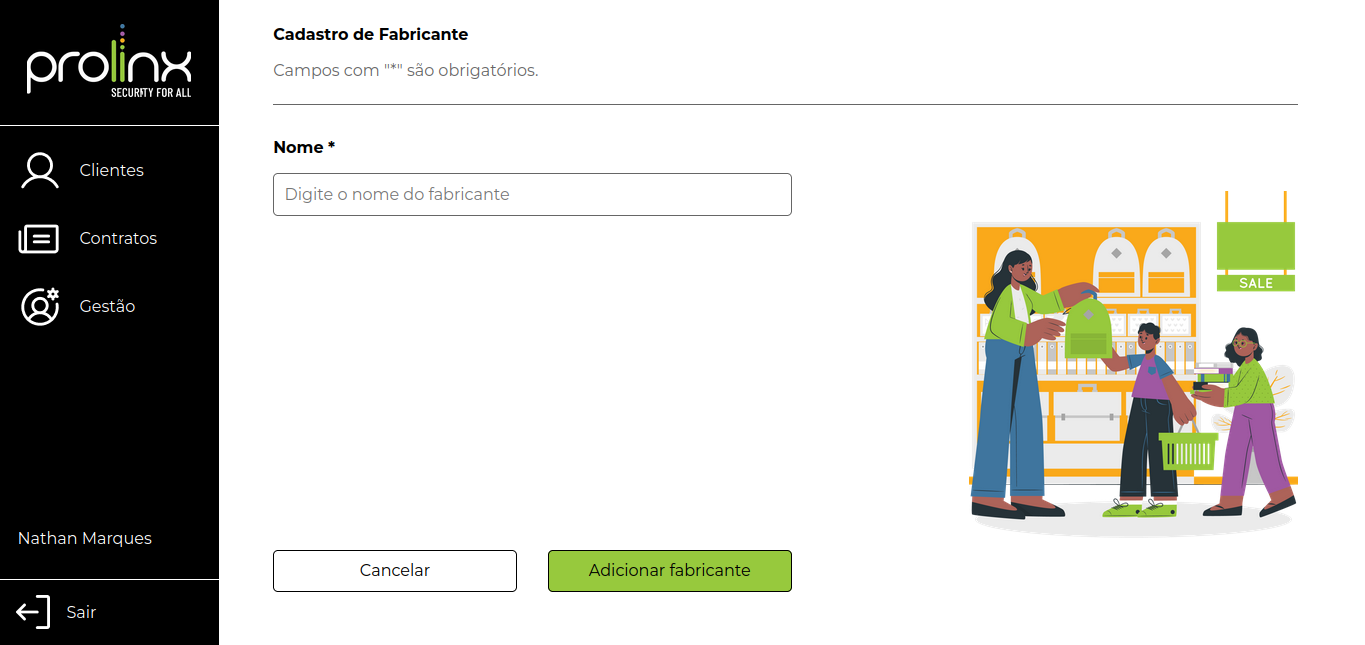 prolinx
SECURITY FOR ALL
Clientes
Contratos
Gestão
Nathan Marques
Sair
Cadastro de Fabricante
Campos com "*" são obrigatórios.
Nome *
Digite o nome do fabricante
Cancelar
Adicionar fabricante
SALE